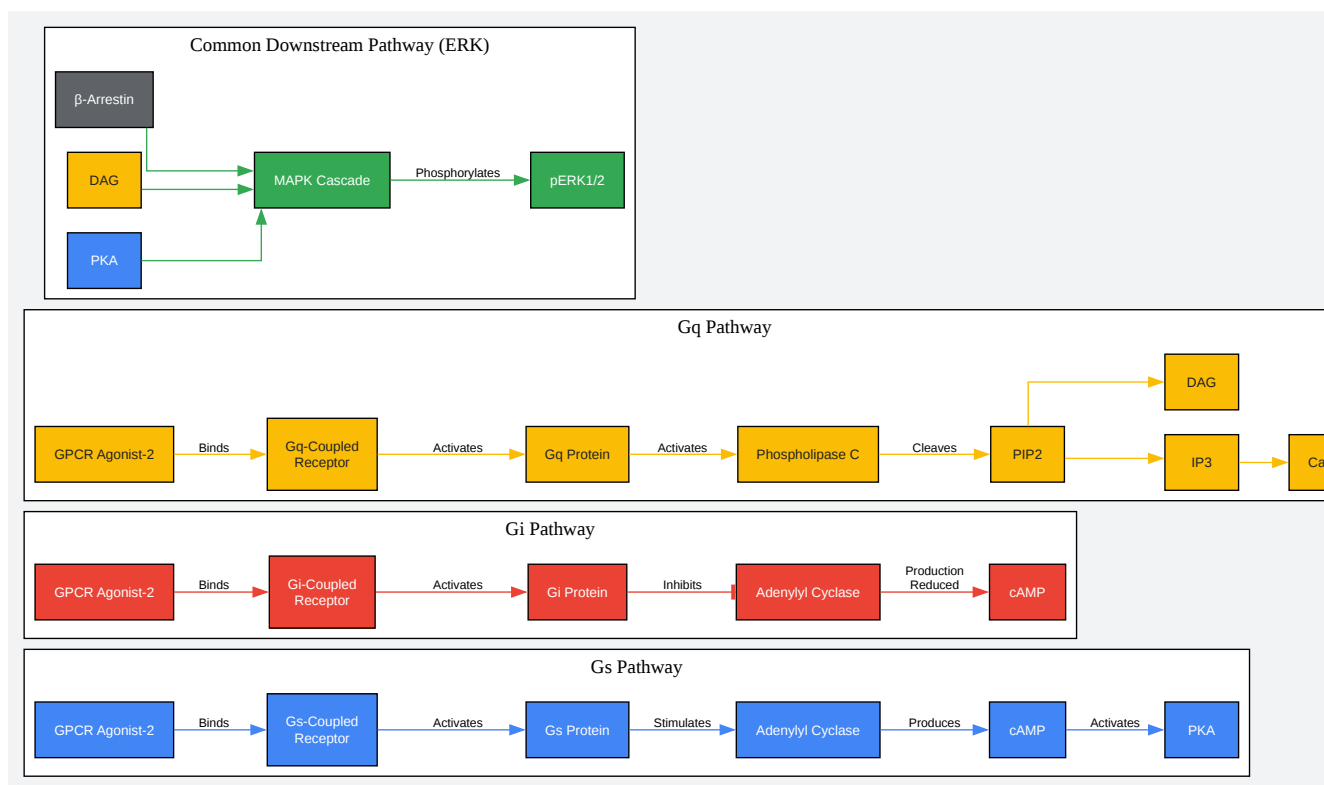 Common Downstream Pathway (ERK)
β-Arrestin
DAG
MAPK Cascade
Phosphorylates
pERK1/2
PKA
Gq Pathway
DAG
GPCR Agonist-2
Binds
Gq-Coupled
Receptor
Activates
Gq Protein
Activates
Phospholipase C
Cleaves
PIP2
IP3
Ca
Gi Pathway
GPCR Agonist-2
Binds
Gi-Coupled
Receptor
Activates
Gi Protein
Inhibits
Adenylyl Cyclase
Production
Reduced
cAMP
Gs Pathway
GPCR Agonist-2
Binds
Gs-Coupled
Receptor
Activates
Gs Protein
Stimulates
Adenylyl Cyclase
Produces
cAMP
Activates
PKA